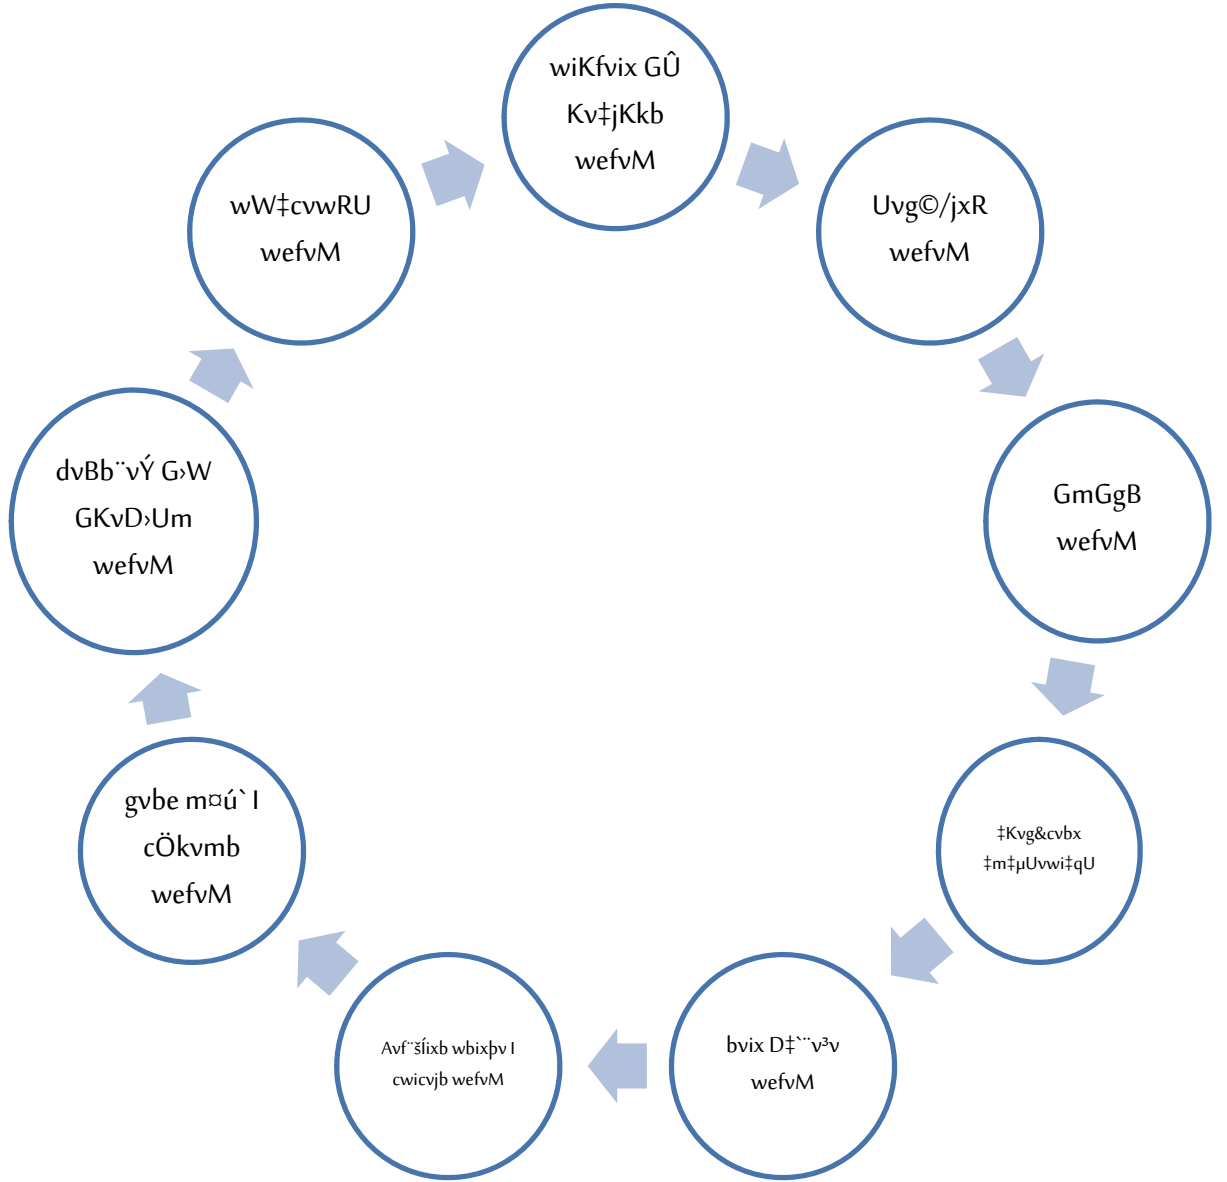 wiKfvix GÛ
Kv‡jKkb
wefvM
Uvg©/jxR
wefvM
GmGgB
wefvM
‡Kvg&cvbx
‡m‡µUvwi‡qU
bvix D‡`¨v³v
wefvM
Avf¨šÍixb wbixþv I
cwicvjb wefvM
gvbe m¤ú` I
cÖkvmb
wefvM
dvBb¨vÝ G›W
GKvD›Um
wefvM
wW‡cvwRU
wefvM